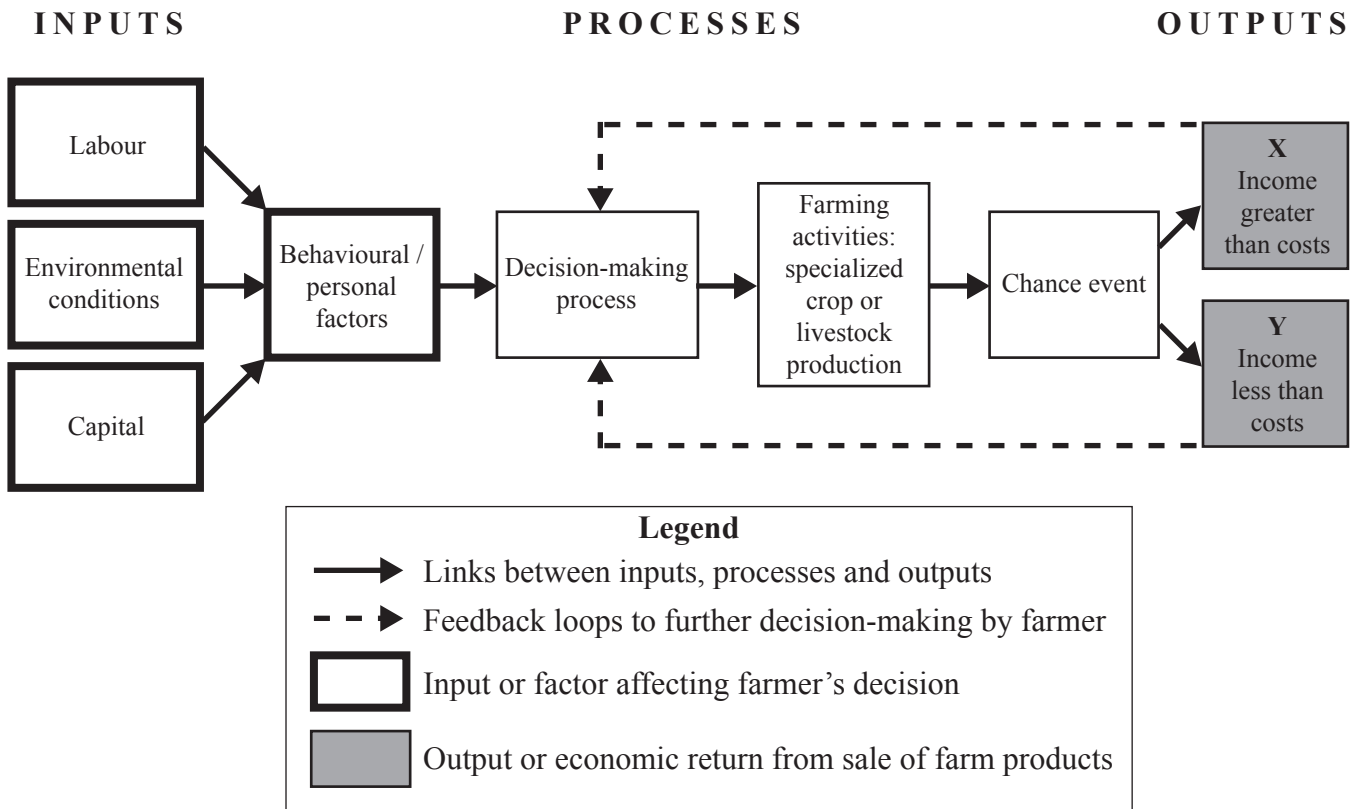 INPUTS
PROCESSES
OUTPUTS
Labour
Environmental
conditions
Capital
Behavioural /
personal
factors
Decision-making
process
Farming
activities:
specialized
crop or
livestock
production
Chance event
X
Income
greater
than costs
Y
Income
less than
costs
Legend
Links between inputs, processes and outputs
Feedback loops to further decision-making by farmer
Input or factor affecting farmer’s decision
Output or economic return from sale of farm products